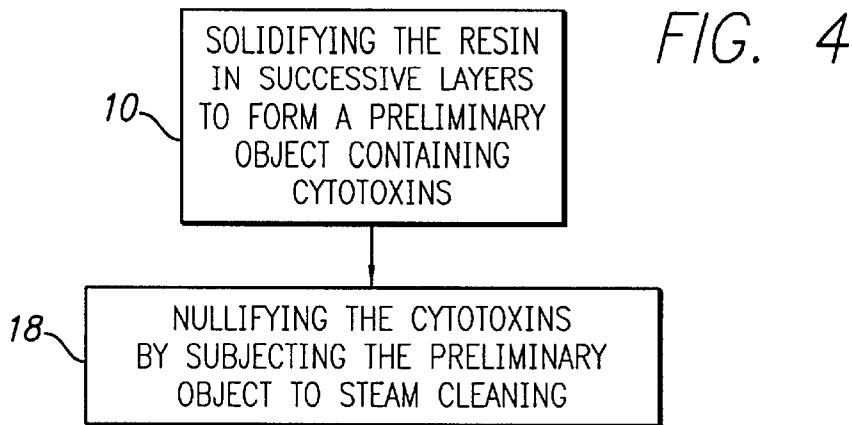 FIG. 4
10
SOLIDIFYING THE RESIN
IN SUCCESSIVE LAYERS
TO FORM A PRELIMINARY
OBJECT CONTAINING
CYTOTOXINS
18
NULLIFYING THE CYTOTOXINS
BY SUBJECTING THE PRELIMINARY
OBJECT TO STEAM CLEANING